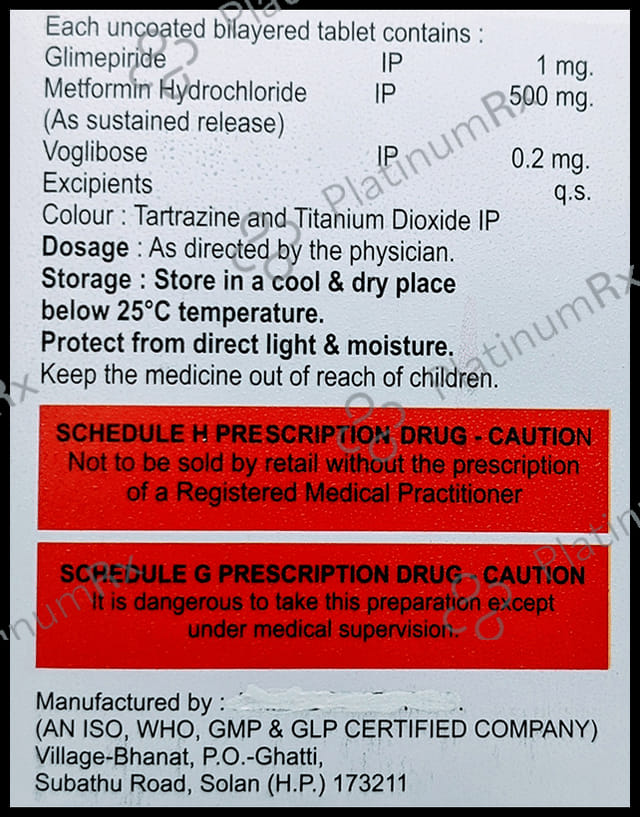 Each uncoated bilayered tablet contains :
Glimepiride IP 1 mg.
Metformin Hydrochloride IP 500 mg.
(As sustained release)
Voglibose IP 0.2 mg.
Excipients q.s.
Colour : Tartrazine and Titanium Dioxide IP
Dosage : As directed by the physician.
Storage : Store in a cool & dry place
below 25°C temperature.
Protect from direct light & moisture.
Keep the medicine out of reach of children.
SCHEDULE H PRESCRIPTION DRUG - CAUTION
Not to be sold by retail without the prescription
of a Registered Medical Practitioner
SCHEDULE G PRESCRIPTION DRUG - CAUTION
It is dangerous to take this preparation except
under medical supervision.
Manufactured by :
(AN ISO, WHO, GMP & GLP CERTIFIED COMPANY)
Village-Bhanat, P.O.-Ghatti,
Subathu Road, Solan (H.P.) 173211
PlatinumRx
PlatinumRx